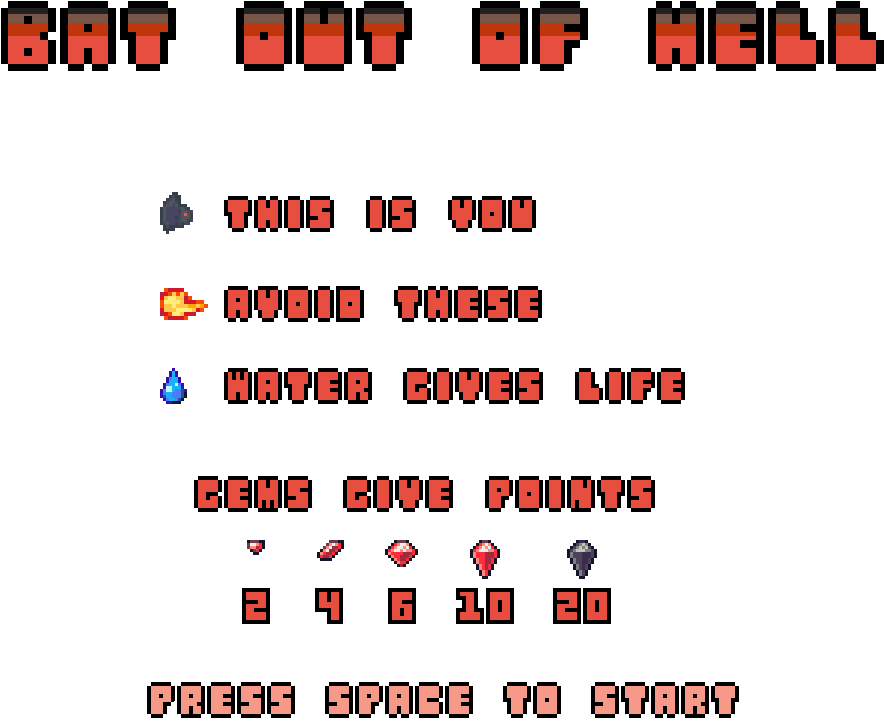 BAT OUT OF HELL
THIS IS YOU
AVOID THESE
WATER GIVES LIFE
GEMS GIVE POINTS
2 4 6 10 20
PRESS SPACE TO START